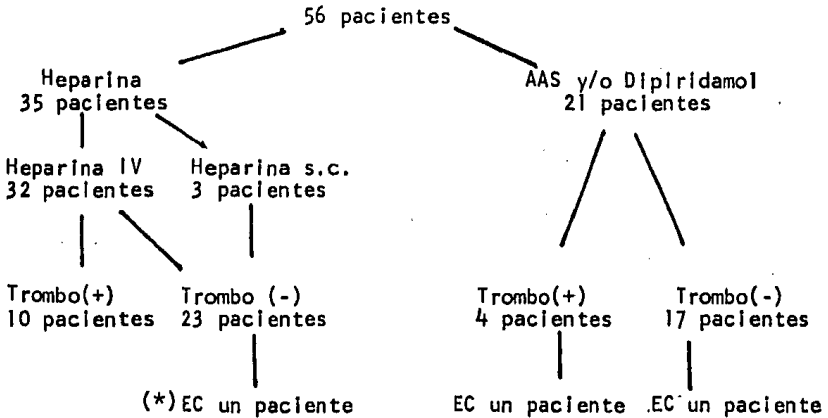 56 pacientes
Heparina
35 pacientes
AAS y/o Dipiridamol
21 pacientes
Heparina IV
32 pacientes
Heparina s.c.
3 pacientes
Trombo(+)
10 pacientes
Trombo (-)
23 pacientes
Trombo(+)
4 pacientes
Trombo(-)
17 pacientes
(*) EC un paciente
EC un paciente
.EC un paciente